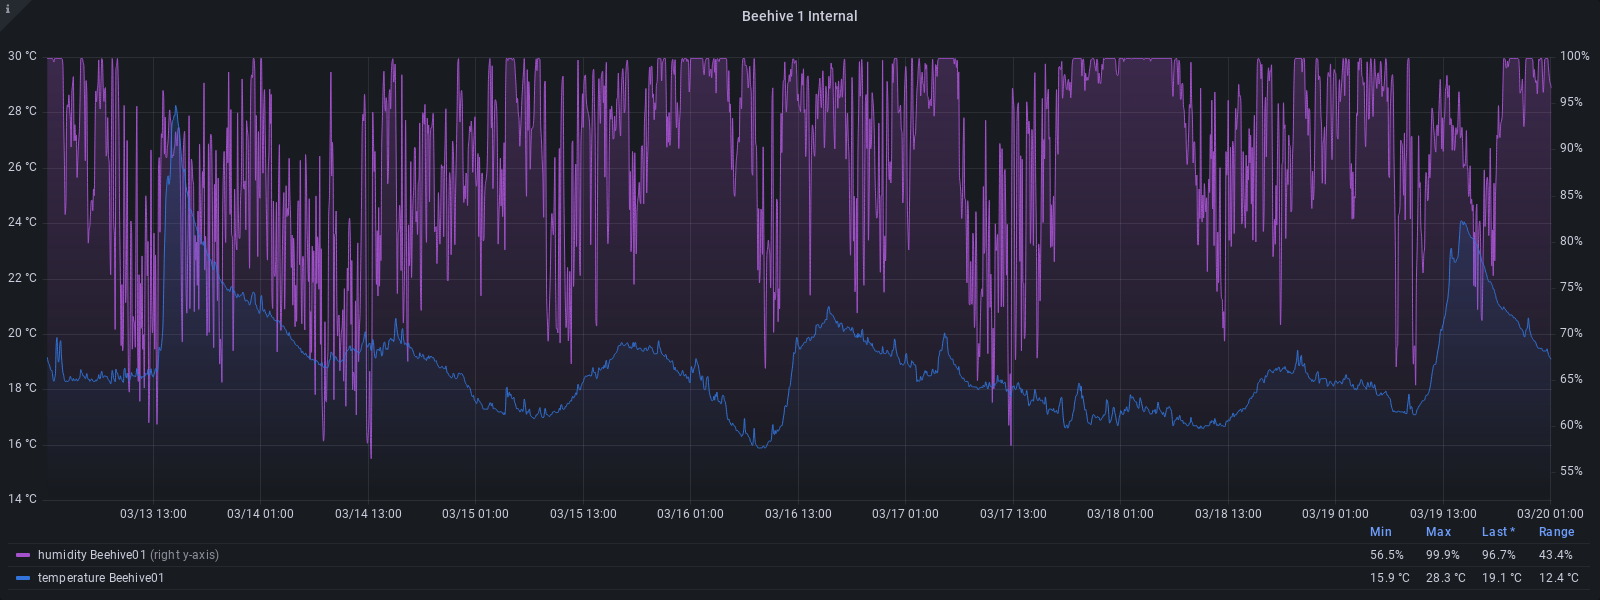 i
Beehive 1 Internal
30 °C 100%
28 °C 95%
26 °C 90%
24 °C 85%
22 °C 80%
20 °C 75%
18 °C 70%
16 °C 65%
14 °C 60%
55%
03/13 13:00 03/14 01:00 03/14 13:00 03/15 01:00 03/15 13:00 03/16 01:00 03/16 13:00 03/17 01:00 03/17 13:00 03/18 01:00 03/18 13:00 03/19 01:00 03/19 13:00 03/20 01:00
Min Max Last * Range
humidity Beehive01 (right y-axis) 56.5% 99.9% 96.7% 43.4%
temperature Beehive01 15.9 °C 28.3 °C 19.1 °C 12.4 °C